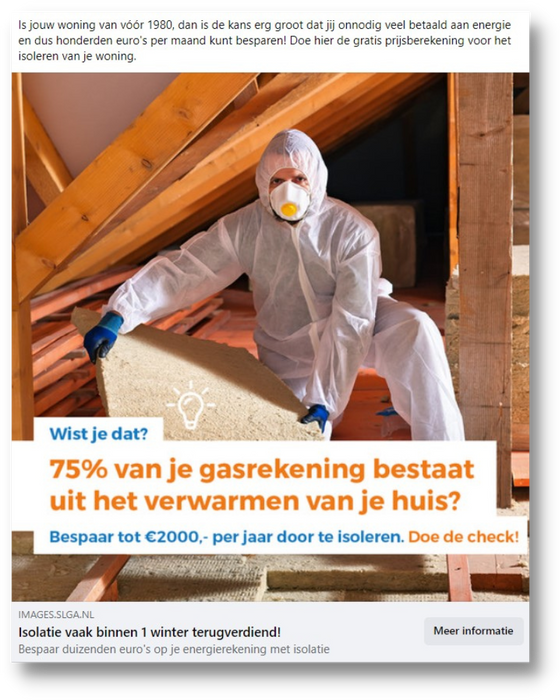 Is jouw woning van vóór 1980, dan is de kans erg groot dat jij onnodig veel betaald aan energie
en dus honderden euro's per maand kunt besparen! Doe hier de gratis prijsberekening voor het
isoleren van je woning.
Wist je dat?
75% van je gasrekening bestaat
uit het verwarmen van je huis?
Bespaar tot €2000,- per jaar door te isoleren. Doe de check!
IMAGES.SLGA.NL
Isolatie vaak binnen 1 winter terugverdiend!
Meer informatie
Bespaar duizenden euro's op je energierekening met isolatie